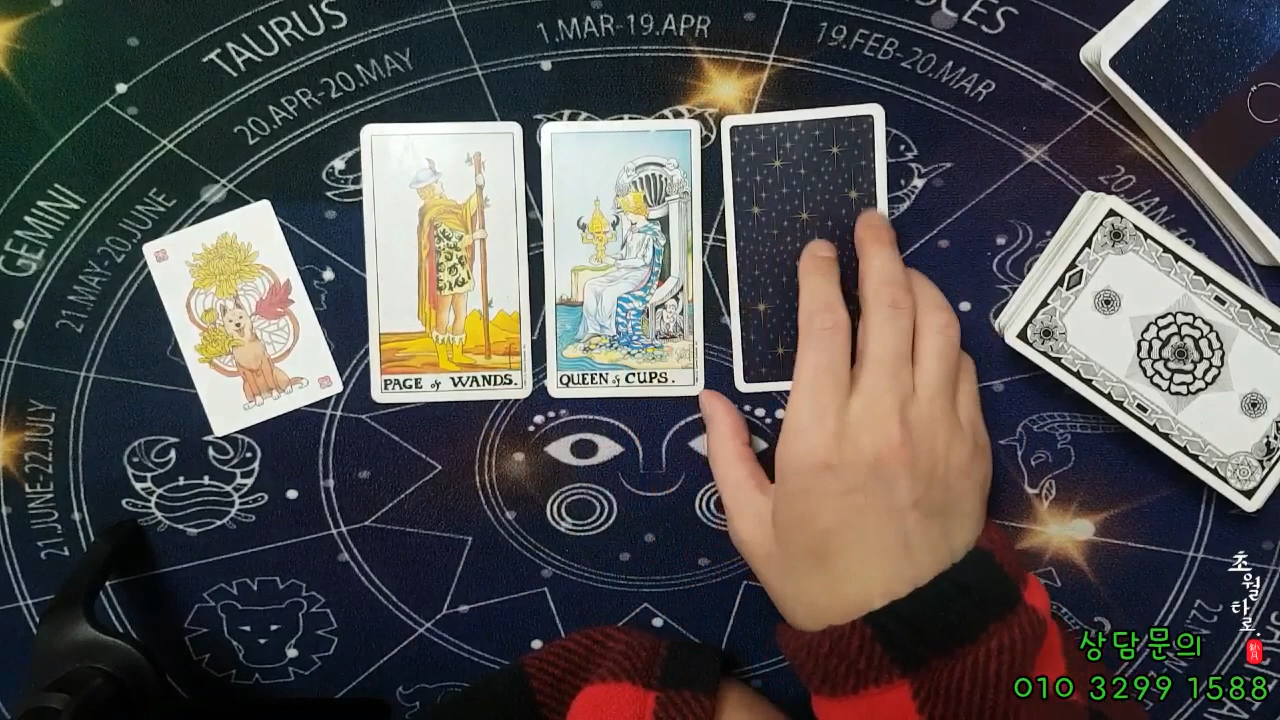 TAURUS
20.APR-20.MAY
1.MAR-19.APR
19.FEB-20.MAR
GEMINI
21.MAY-20.JUNE
21.JUNE-22.JULY
PAGE of WANDS.
QUEEN of CUPS.
초월타로.
상담문의
010 3299 1588